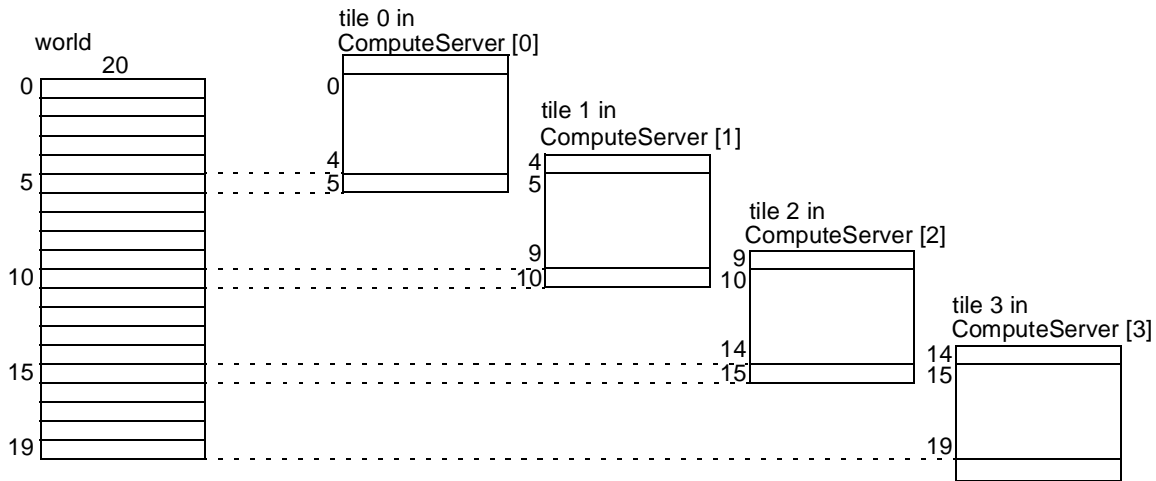 world
20
0
5
10
15
19
tile 0 in
ComputeServer [0]
0
4
5
tile 1 in
ComputeServer [1]
4
5
9
10
tile 2 in
ComputeServer [2]
9
10
14
15
tile 3 in
ComputeServer [3]
14
15
19